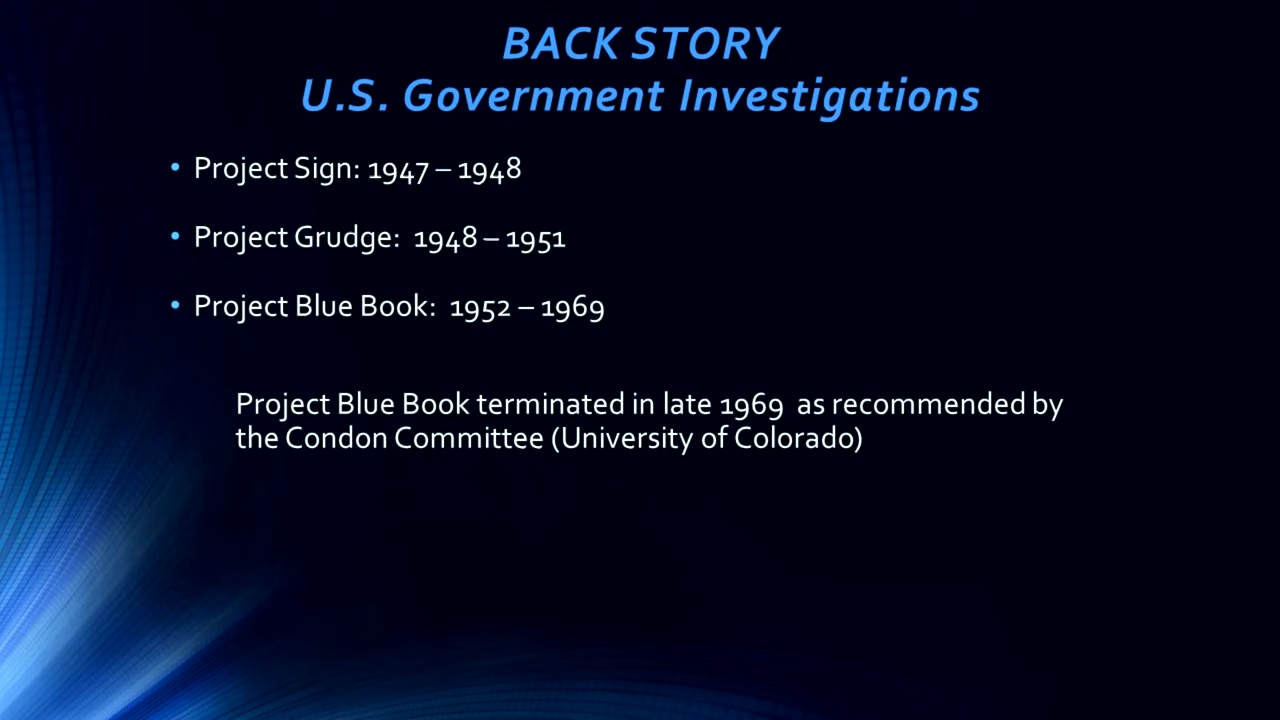 BACK STORY
U.S. Government Investigations
• Project Sign: 1947 – 1948
• Project Grudge:  1948 – 1951
• Project Blue Book:  1952 – 1969
Project Blue Book terminated in late 1969  as recommended by
the Condon Committee (University of Colorado)